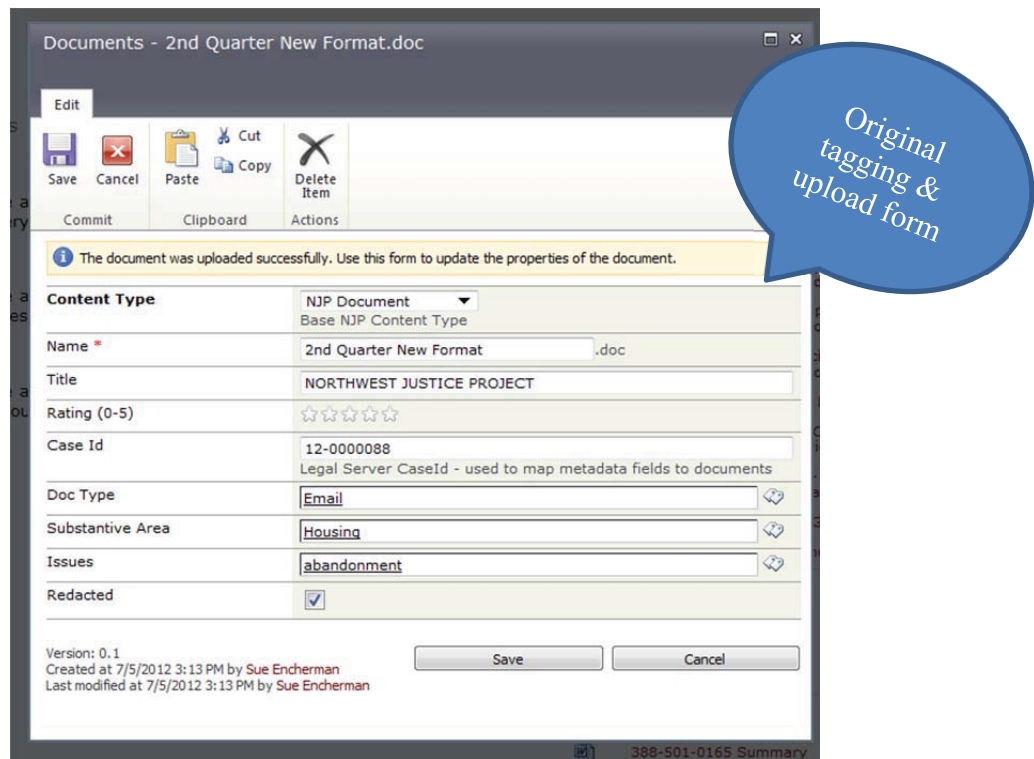 Documents - 2nd Quarter New Format.doc
Edit
Save
Cancel
Paste
Cut
Copy
Delete
Item
Commit
Clipboard
Actions
Original
tagging &
upload form
The document was uploaded successfully. Use this form to update the properties of the document.
Content Type
NJP Document
Base NJP Content Type
Name *
2nd Quarter New Format .doc
Title
NORTHWEST JUSTICE PROJECT
Rating (0-5)
Case Id
12-0000088
Legal Server CaseId - used to map metadata fields to documents
Doc Type
Email
Substantive Area
Housing
Issues
abandonment
Redacted
Version: 0.1
Created at 7/5/2012 3:13 PM by Sue Encherman
Last modified at 7/5/2012 3:13 PM by Sue Encherman
Save
Cancel
388-501-0165 Summary